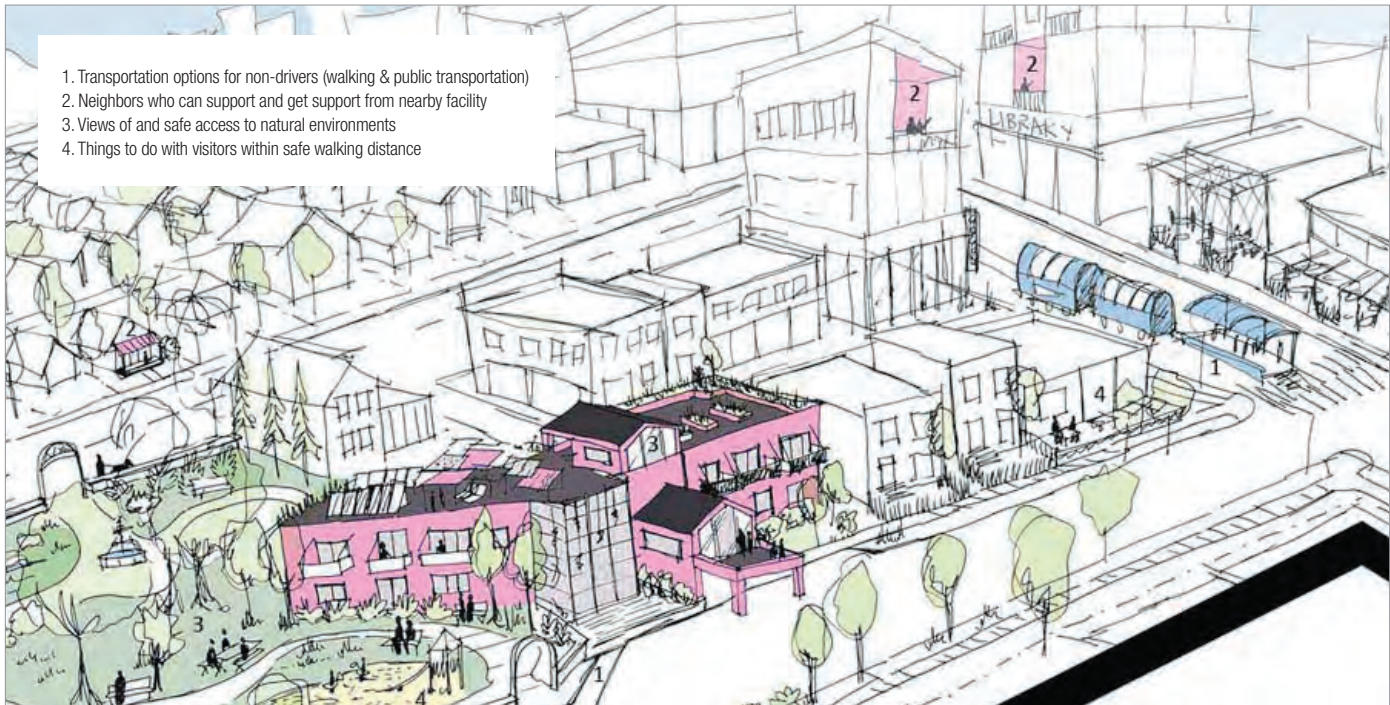 1. Transportation options for non-drivers (walking & public transportation)
2. Neighbors who can support and get support from nearby facility
3. Views of and safe access to natural environments
4. Things to do with visitors within safe walking distance
2
2
LIBRARY
2
1
4
3
3
4
1